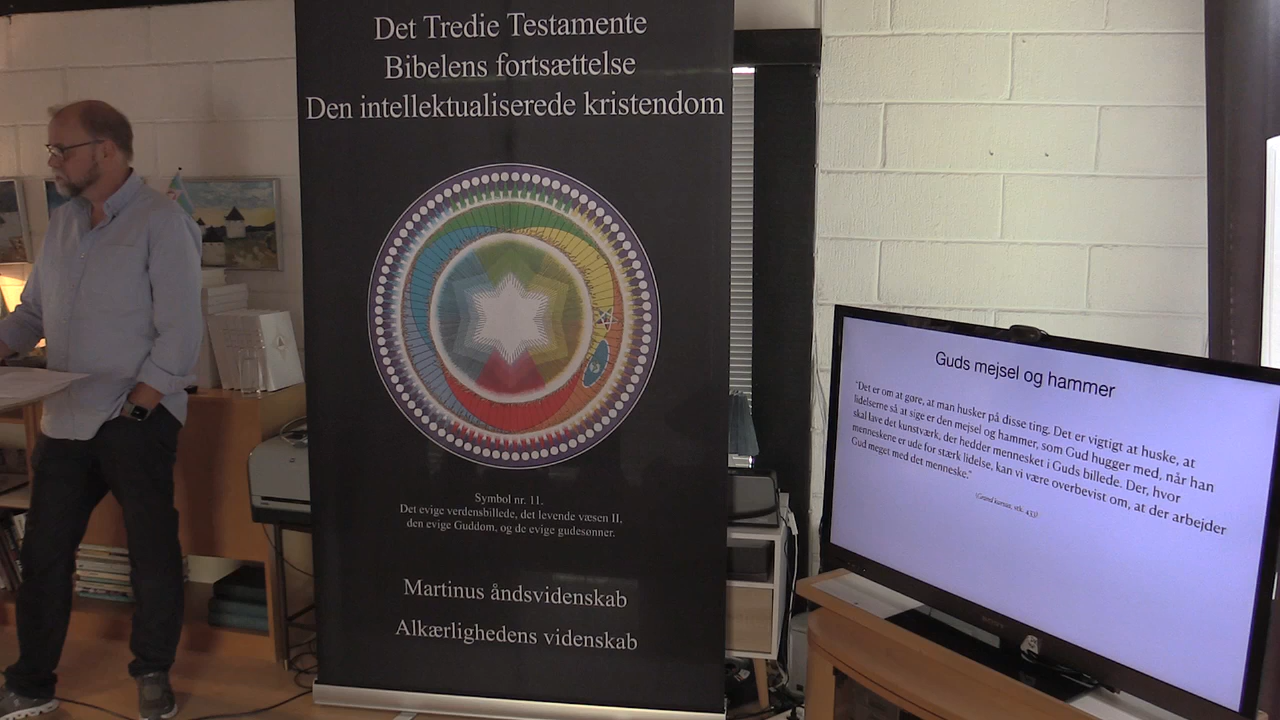 Det Tredie Testamente
Bibelens fortsættelse
Den intellektualiserede kristendom
Symbol nr. 11.
Det evige verdensbillede, det levende væsen II,
den evige Guddom, og de evige gudesønner.
Martinus åndsvidenskab
Alkærlighedens videnskab
Guds mejsel og hammer
"Det er om at gøre, at man husker på disse ting. Det er vigtigt at huske, at
lidelserne så at sige er den mejsel og hammer, som Gud hugger med, når han
skal lave det kunstværk, der hedder mennesket i Guds billede. Der, hvor
menneskene er ude for stærk lidelse, kan vi være overbevist om, at der arbejder
Gud meget med det menneske."
SONY